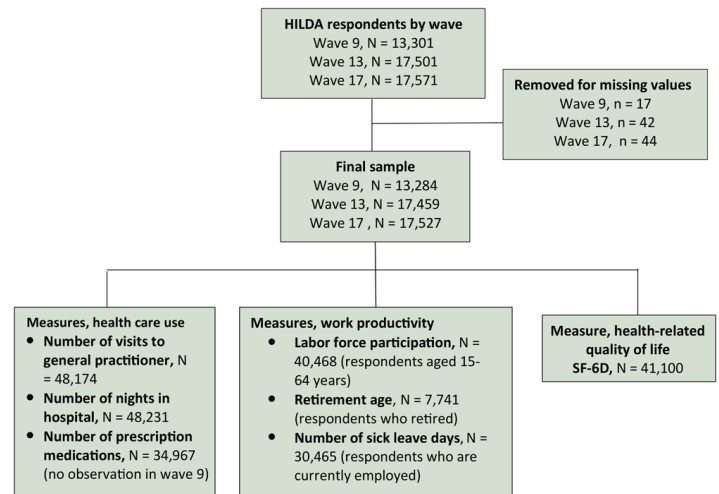 HILDA respondents by wave
Wave 9, N = 13,301
Wave 13, N = 17,501
Wave 17, N = 17,571
Removed for missing values
Wave 9, n = 17
Wave 13, n = 42
Wave 17, n = 44
Final sample
Wave 9, N = 13,284
Wave 13, N = 17,459
Wave 17 , N = 17,527
Measures, health care use
• Number of visits to
general practitioner, N
= 48,174
• Number of nights in
hospital, N = 48,231
• Number of prescription
medications, N = 34,967
(no observation in wave 9)
Measures, work productivity
• Labor force participation, N =
40,468 (respondents aged 15-
64 years)
• Retirement age, N = 7,741
(respondents who retired)
• Number of sick leave days, N =
30,465 (respondents who are
currently employed)
Measure, health-related
quality of life
SF-6D, N = 41,100